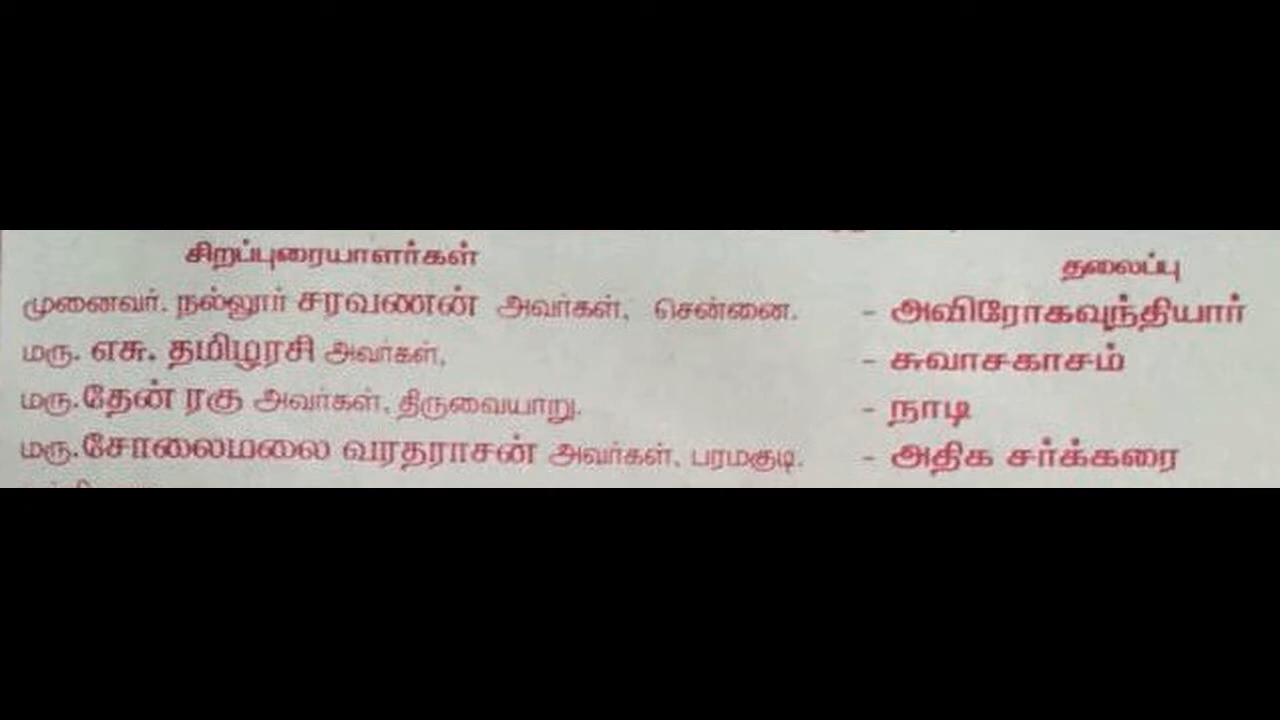 சிறப்புரையாளர்கள் தலைப்பு
முனைவர். நல்லூர் சரவணன் அவர்கள், சென்னை. - அவிரோகவுந்தியார்
மரு. எசு. தமிழரசி அவர்கள், - சுவாசகாசம்
மரு.தேன் ரகு அவர்கள், திருவையாறு. - நாடி
மரு.சோலைமலை வரதராசன் அவர்கள், பரமகுடி. - அதிக சர்க்கரை